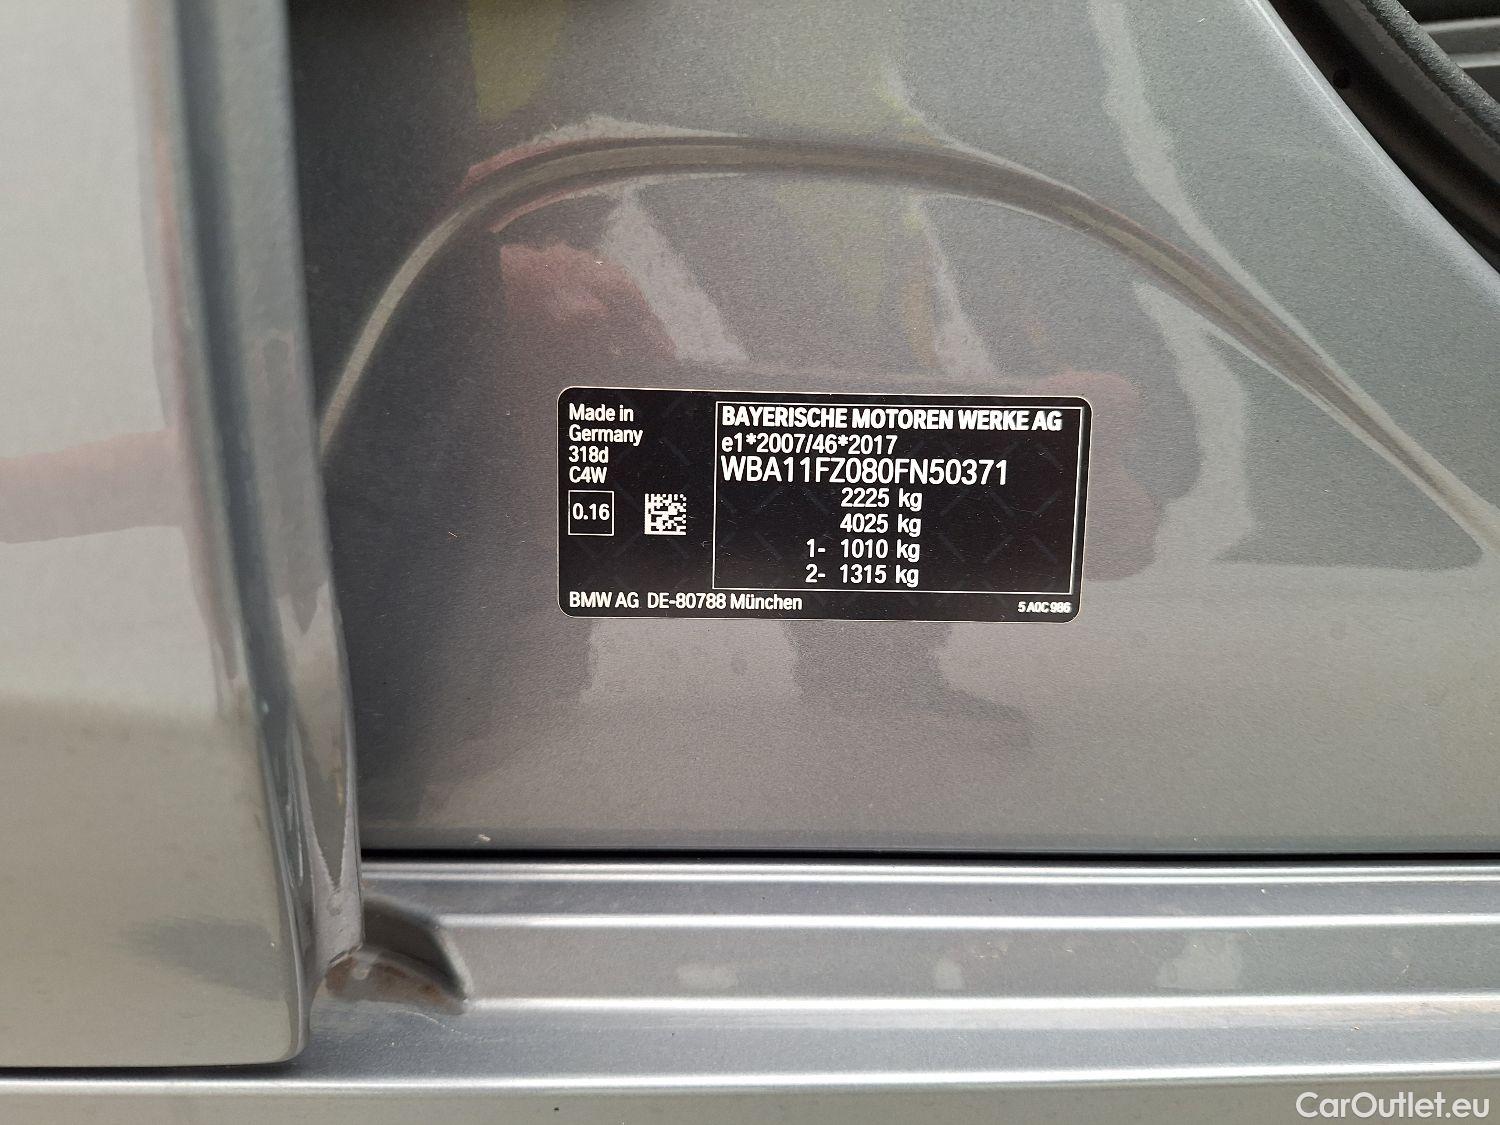 Made in
Germany
318d
C4W
0.16
BAYERISCHE MOTOREN WERKE AG
e1*2007/46*2017
WBA11FZ080FN50371
2225 kg
4025 kg
1- 1010 kg
2- 1315 kg
BMW AG DE-80788 München
5 A0C 986
CarOutlet.eu